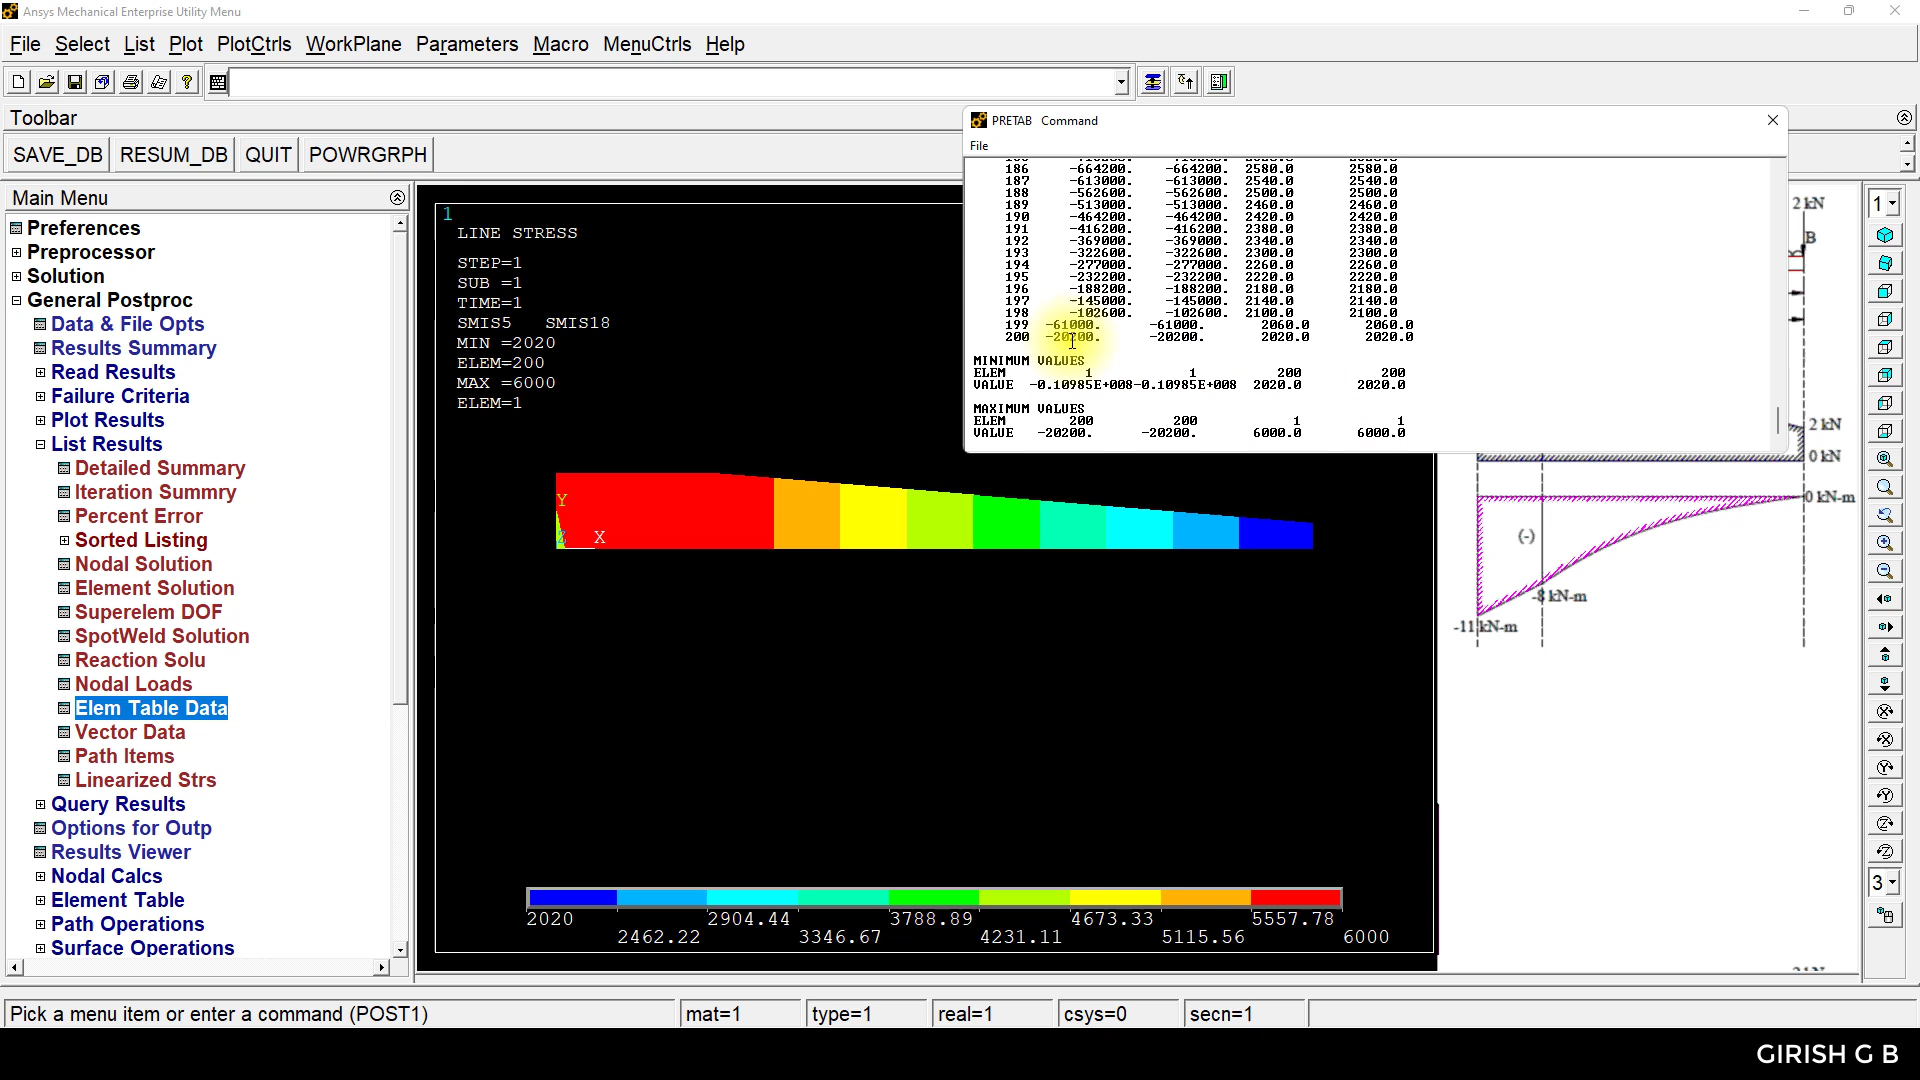 Ansys Mechanical Enterprise Utility Menu
File Select List Plot PlotCtrls WorkPlane Parameters Macro MenuCtrls Help
Toolbar
SAVE_DB RESUM_DB QUIT POWRGRPH
Main Menu
Preferences
Preprocessor
Solution
General Postproc
Data & File Opts
Results Summary
Read Results
Failure Criteria
Plot Results
List Results
Detailed Summary
Iteration Summry
Percent Error
Sorted Listing
Nodal Solution
Element Solution
Superelem DOF
SpotWeld Solution
Reaction Solu
Nodal Loads
Elem Table Data
Vector Data
Path Items
Linearized Strs
Query Results
Options for Outp
Results Viewer
Nodal Calcs
Element Table
Path Operations
Surface Operations
1
LINE STRESS
STEP=1
SUB =1
TIME=1
SMIS5 SMIS18
MIN =2020
ELEM=200
MAX =6000
ELEM=1
Y
Z X
2020 2904.44 3788.89 4673.33 5557.78
2462.22 3346.67 4231.11 5115.56 6000
PRETAB Command
File
186 -664200. -664200. 2580.0 2580.0
187 -613000. -613000. 2540.0 2540.0
188 -562600. -562600. 2500.0 2500.0
189 -513000. -513000. 2460.0 2460.0
190 -464200. -464200. 2420.0 2420.0
191 -416200. -416200. 2380.0 2380.0
192 -369000. -369000. 2340.0 2340.0
193 -322600. -322600. 2300.0 2300.0
194 -277000. -277000. 2260.0 2260.0
195 -232200. -232200. 2220.0 2220.0
196 -188200. -188200. 2180.0 2180.0
197 -145000. -145000. 2140.0 2140.0
198 -102600. -102600. 2100.0 2100.0
199 -61000. -61000. 2060.0 2060.0
200 -20200. -20200. 2020.0 2020.0
MINIMUM VALUES
ELEM 1 1 200 200
VALUE -0.10985E+008-0.10985E+008 2020.0 2020.0
MAXIMUM VALUES
ELEM 200 200 1 1
VALUE -20200. -20200. 6000.0 6000.0
2 kN
B
2 kN
0 kN
0 kN-m
(-)
-8 kN-m
-11 kN-m
1
3
Pick a menu item or enter a command (POST1) mat=1 type=1 real=1 csys=0 secn=1
GIRISH G B